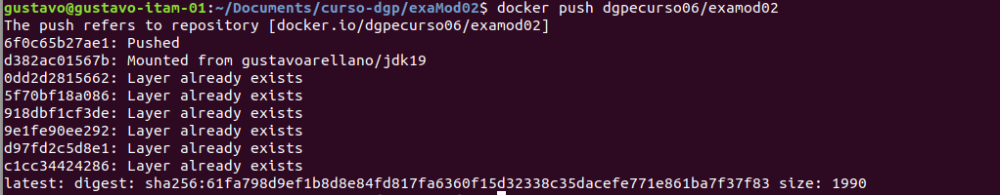 gustavo@gustavo-itam-01:~/Documents/curso-dgp/exaMod02$ docker push dgpecurso06/examod02
The push refers to repository [docker.io/dgpecurso06/examod02]
6f0c65b27ae1: Pushed
d382ac01567b: Mounted from gustavoarellano/jdk19
0dd2d2815662: Layer already exists
5f70bf18a086: Layer already exists
918dbf1cf3de: Layer already exists
9e1fe90ee292: Layer already exists
d97fd2c5d8e1: Layer already exists
c1cc34424286: Layer already exists
latest: digest: sha256:61fa798d9ef1b8d8e84fd817fa6360f15d32338c35dacefe771e861ba7f37f83 size: 1990